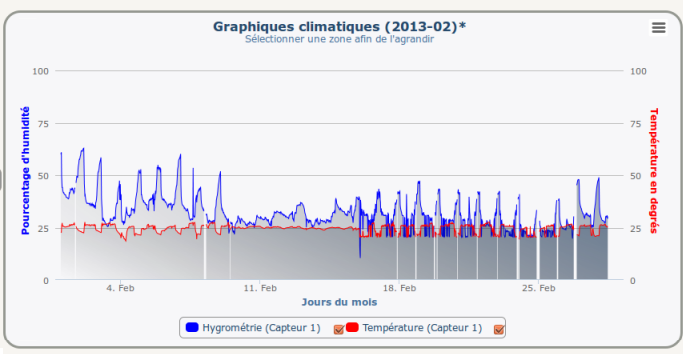 Graphiques climatiques (2013-02)*
Sélectionner une zone afin de l'agrandir
Pourcentage d'humidité
100
75
50
25
0
100
75
50
25
0
Température en degrés
4. Feb
11. Feb
18. Feb
25. Feb
Jours du mois
Hygrométrie (Capteur 1)
Température (Capteur 1)